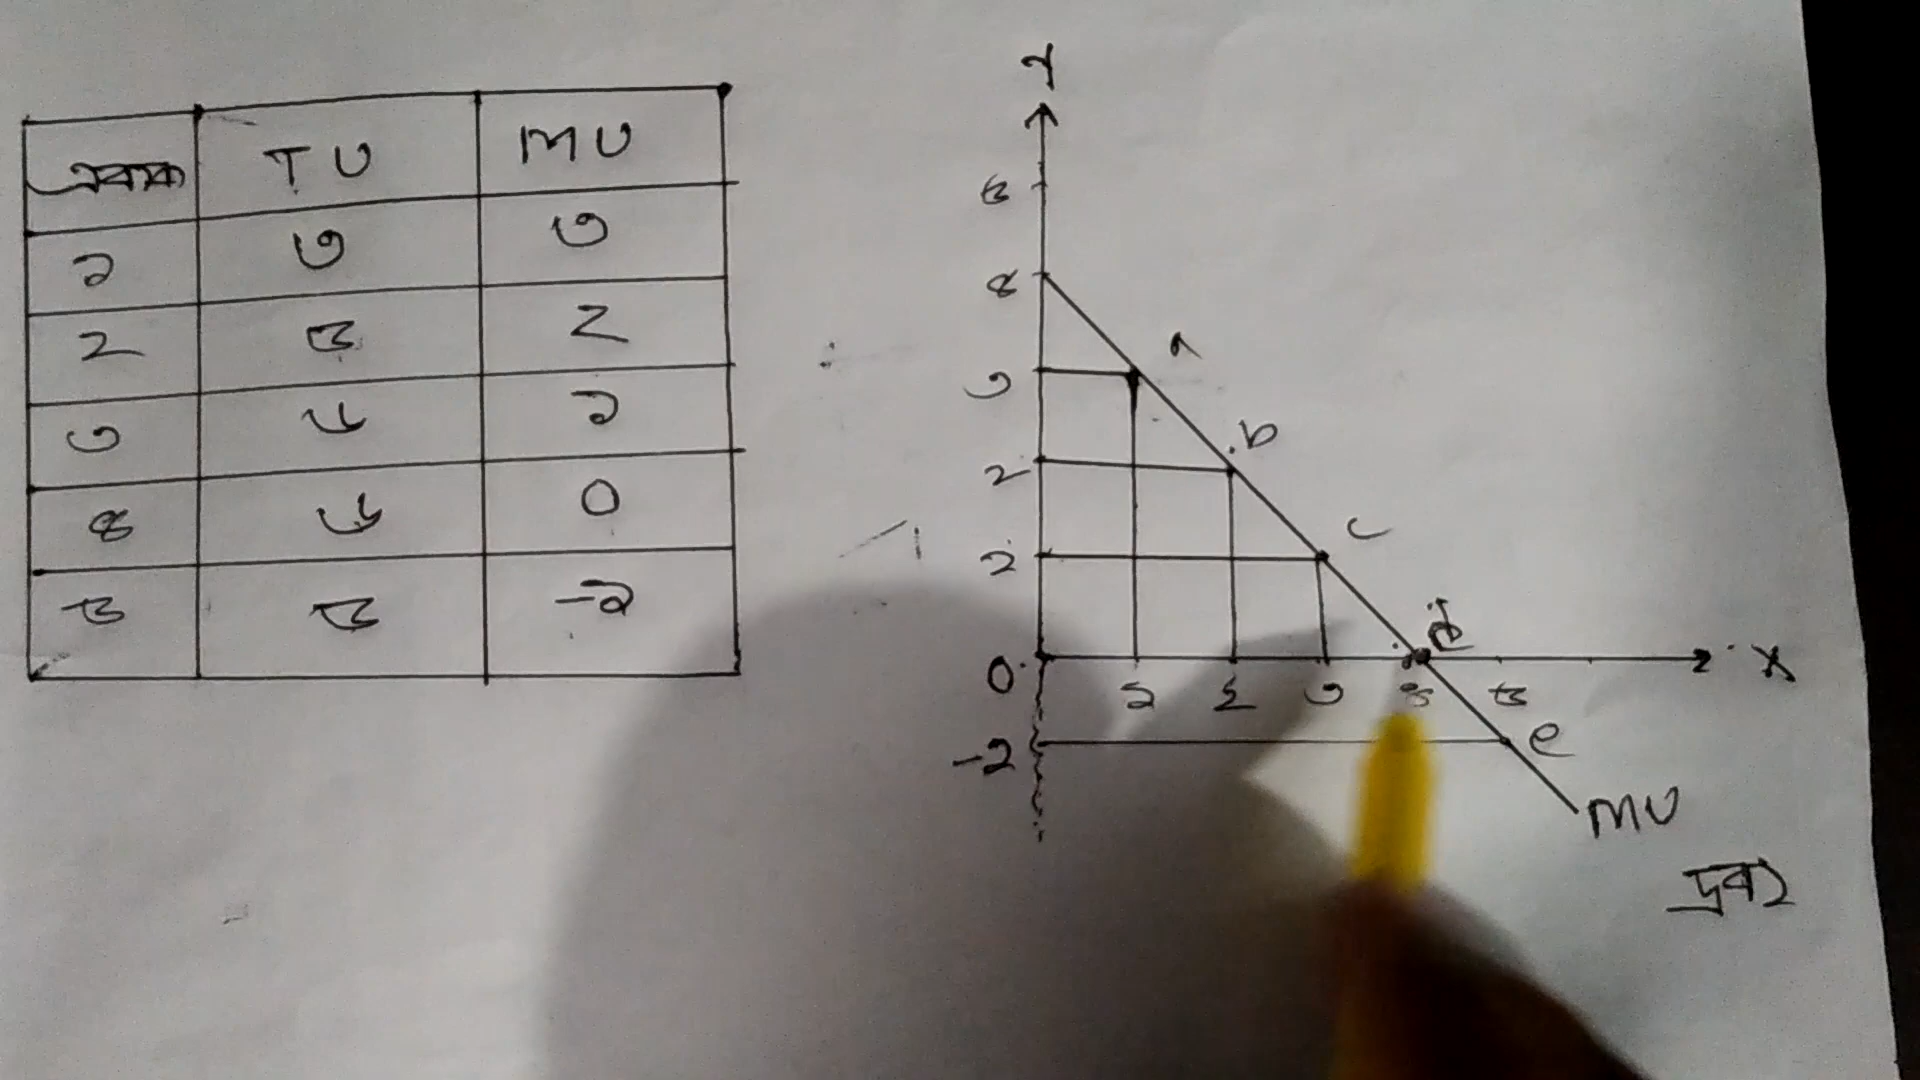 একক TU MU
১ ৩ ৩
২ ৫ ২
৩ ৬ ১
৪ ৬ 0
৫ ৫ -১
Y
৫
৪
a
৩
b
২
c
১
d
0 X
১ ২ ৩ ৪ ৫
-১ e
MU
দ্রব্য